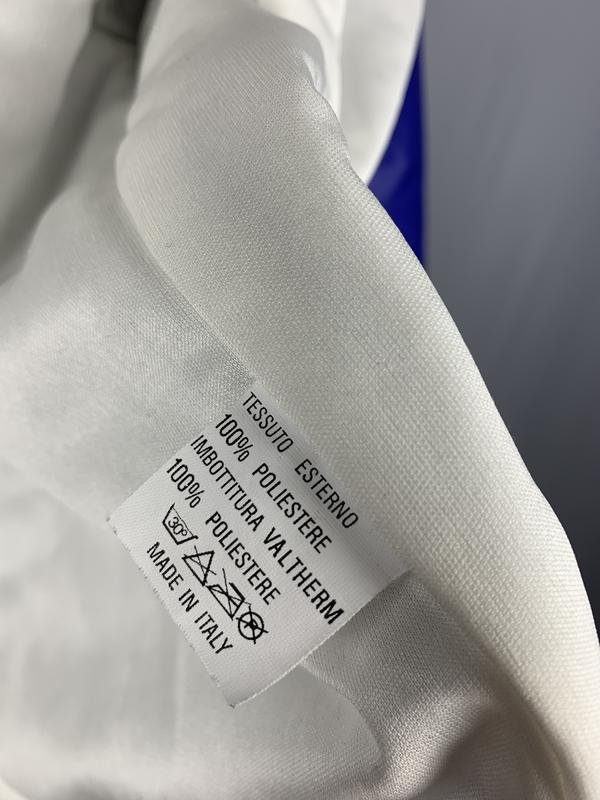 TESSUTO ESTERNO
100% POLIESTERE
IMBOTTITURA VALTHERM
100% POLIESTERE
30°
MADE IN ITALY